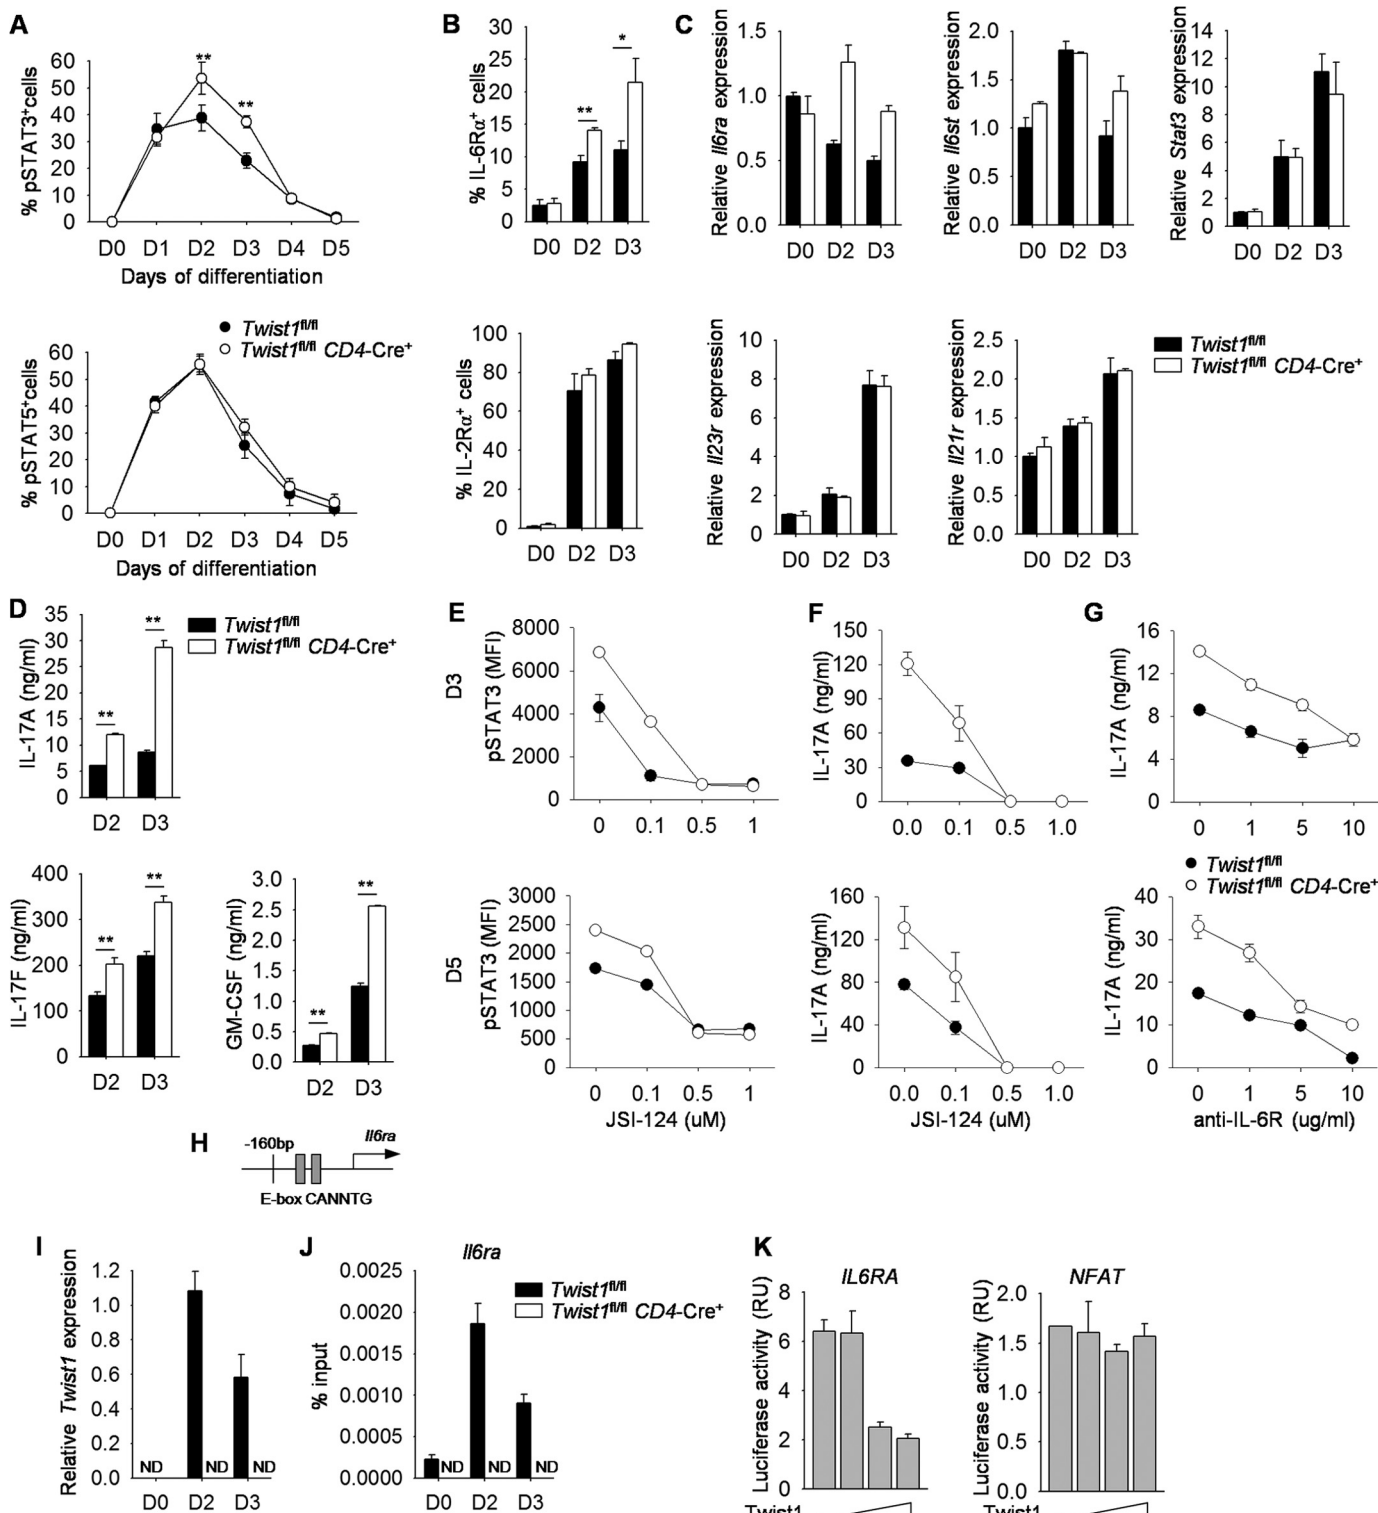 A
% pSTAT3⁺cells
60
50
40
30
20
10
0
**
**
D0 D1 D2 D3 D4 D5
Days of differentiation
Twist1ᶠˡ/ᶠˡ
Twist1ᶠˡ/ᶠˡ CD4-Cre⁺
% pSTAT5⁺cells
60
50
40
30
20
10
0
D0 D1 D2 D3 D4 D5
Days of differentiation
B
% IL-6Rα⁺ cells
30
25
20
15
10
5
0
**
*
D0 D2 D3
% IL-2Rα⁺ cells
100
80
60
40
20
0
D0 D2 D3
C
Relative Il6ra expression
1.5
1.0
0.5
0.0
D0 D2 D3
Relative Il6st expression
2.0
1.5
1.0
0.5
0.0
D0 D2 D3
Relative Stat3 expression
14
12
10
8
6
4
2
0
D0 D2 D3
Relative Il23r expression
10
8
6
4
2
0
D0 D2 D3
Relative Il21r expression
2.5
2.0
1.5
1.0
0.5
0.0
D0 D2 D3
Twist1ᶠˡ/ᶠˡ
Twist1ᶠˡ/ᶠˡ CD4-Cre⁺
D
IL-17A (ng/ml)
35
30
25
20
15
10
5
0
**
**
D2 D3
Twist1ᶠˡ/ᶠˡ
Twist1ᶠˡ/ᶠˡ CD4-Cre⁺
IL-17F (ng/ml)
400
300
200
100
0
**
**
D2 D3
GM-CSF (ng/ml)
3.0
2.5
1.8
1.2
1.0
0.5
0.0
**
**
D2 D3
E
D3
pSTAT3 (MFI)
8000
6000
4000
2000
0
0 0.1 0.5 1
D5
pSTAT3 (MFI)
3000
2500
2000
1500
1000
500
0
0 0.1 0.5 1
JSI-124 (uM)
F
IL-17A (ng/ml)
150
120
90
60
30
0
0.0 0.1 0.5 1.0
IL-17A (ng/ml)
160
120
80
40
0
0.0 0.1 0.5 1.0
JSI-124 (uM)
G
IL-17A (ng/ml)
16
12
8
4
0
0 1 5 10
Twist1ᶠˡ/ᶠˡ
Twist1ᶠˡ/ᶠˡ CD4-Cre⁺
IL-17A (ng/ml)
40
30
20
10
0
0 1 5 10
anti-IL-6R (ug/ml)
H
-160bp
Il6ra
E-box CANNTG
I
Relative Twist1 expression
1.2
1.0
0.8
0.6
0.4
0.2
0.0
ND ND ND
D0 D2 D3
J
Il6ra
% input
0.0025
0.0020
0.0015
0.0010
0.0005
0.0000
ND ND ND
D0 D2 D3
Twist1ᶠˡ/ᶠˡ
Twist1ᶠˡ/ᶠˡ CD4-Cre⁺
K
IL6RA
Luciferase activity (RU)
8
6
4
2
0
Twist1
NFAT
Luciferase activity (RU)
2.0
1.5
1.0
0.5
0.0
Twist1